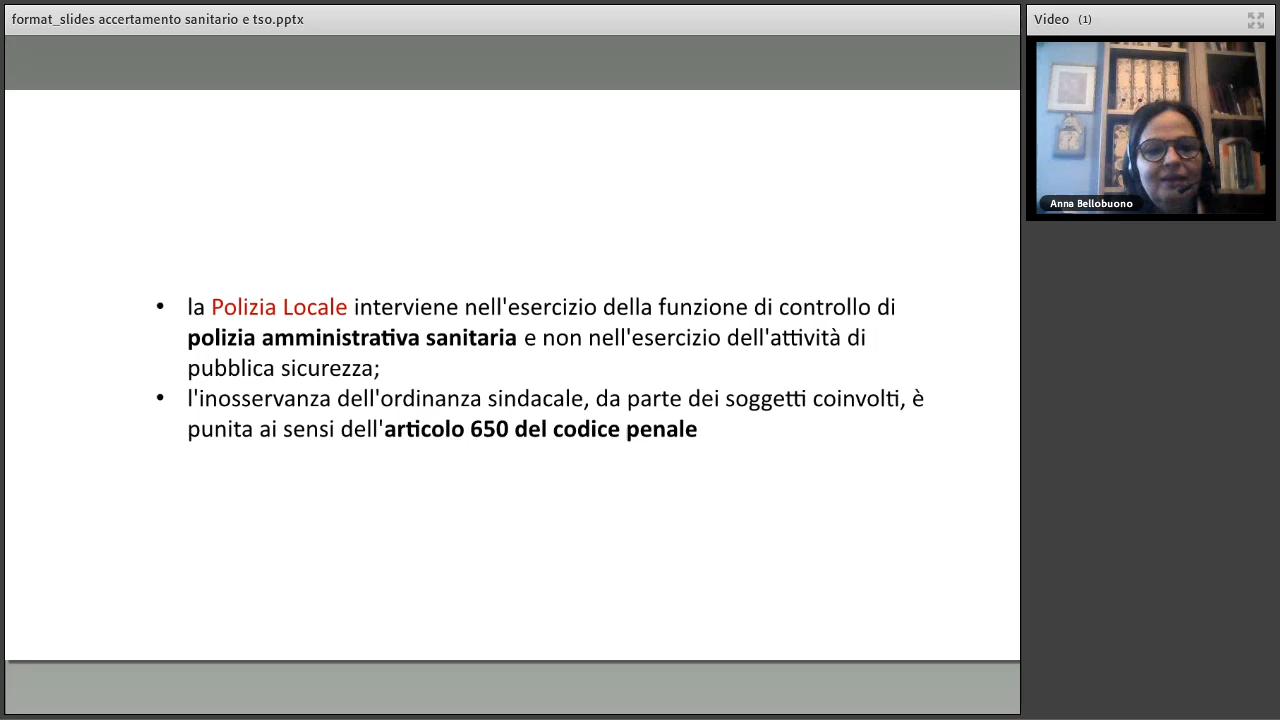 format_slides accertamento sanitario e tso.pptx
Video (1)
Anna Bellobuono
• la Polizia Locale interviene nell'esercizio della funzione di controllo di
polizia amministrativa sanitaria e non nell'esercizio dell'attività di
pubblica sicurezza;
• l'inosservanza dell'ordinanza sindacale, da parte dei soggetti coinvolti, è
punita ai sensi dell'articolo 650 del codice penale